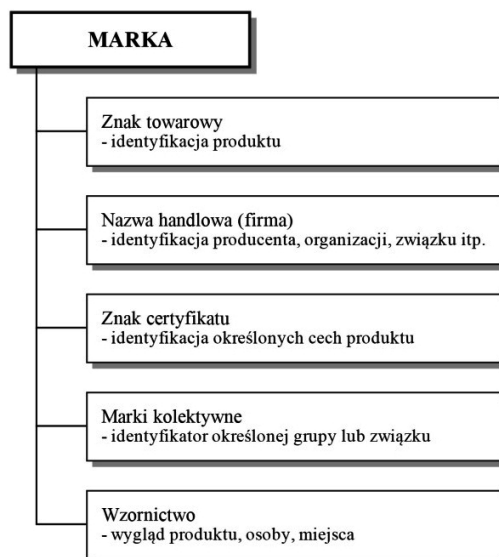 MARKA
Znak towarowy
- identyfikacja produktu
Nazwa handlowa (firma)
- identyfikacja producenta, organizacji, związku itp.
Znak certyfikatu
- identyfikacja określonych cech produktu
Marki kolektywne
- identyfikator określonej grupy lub związku
Wzornictwo
- wygląd produktu, osoby, miejsca